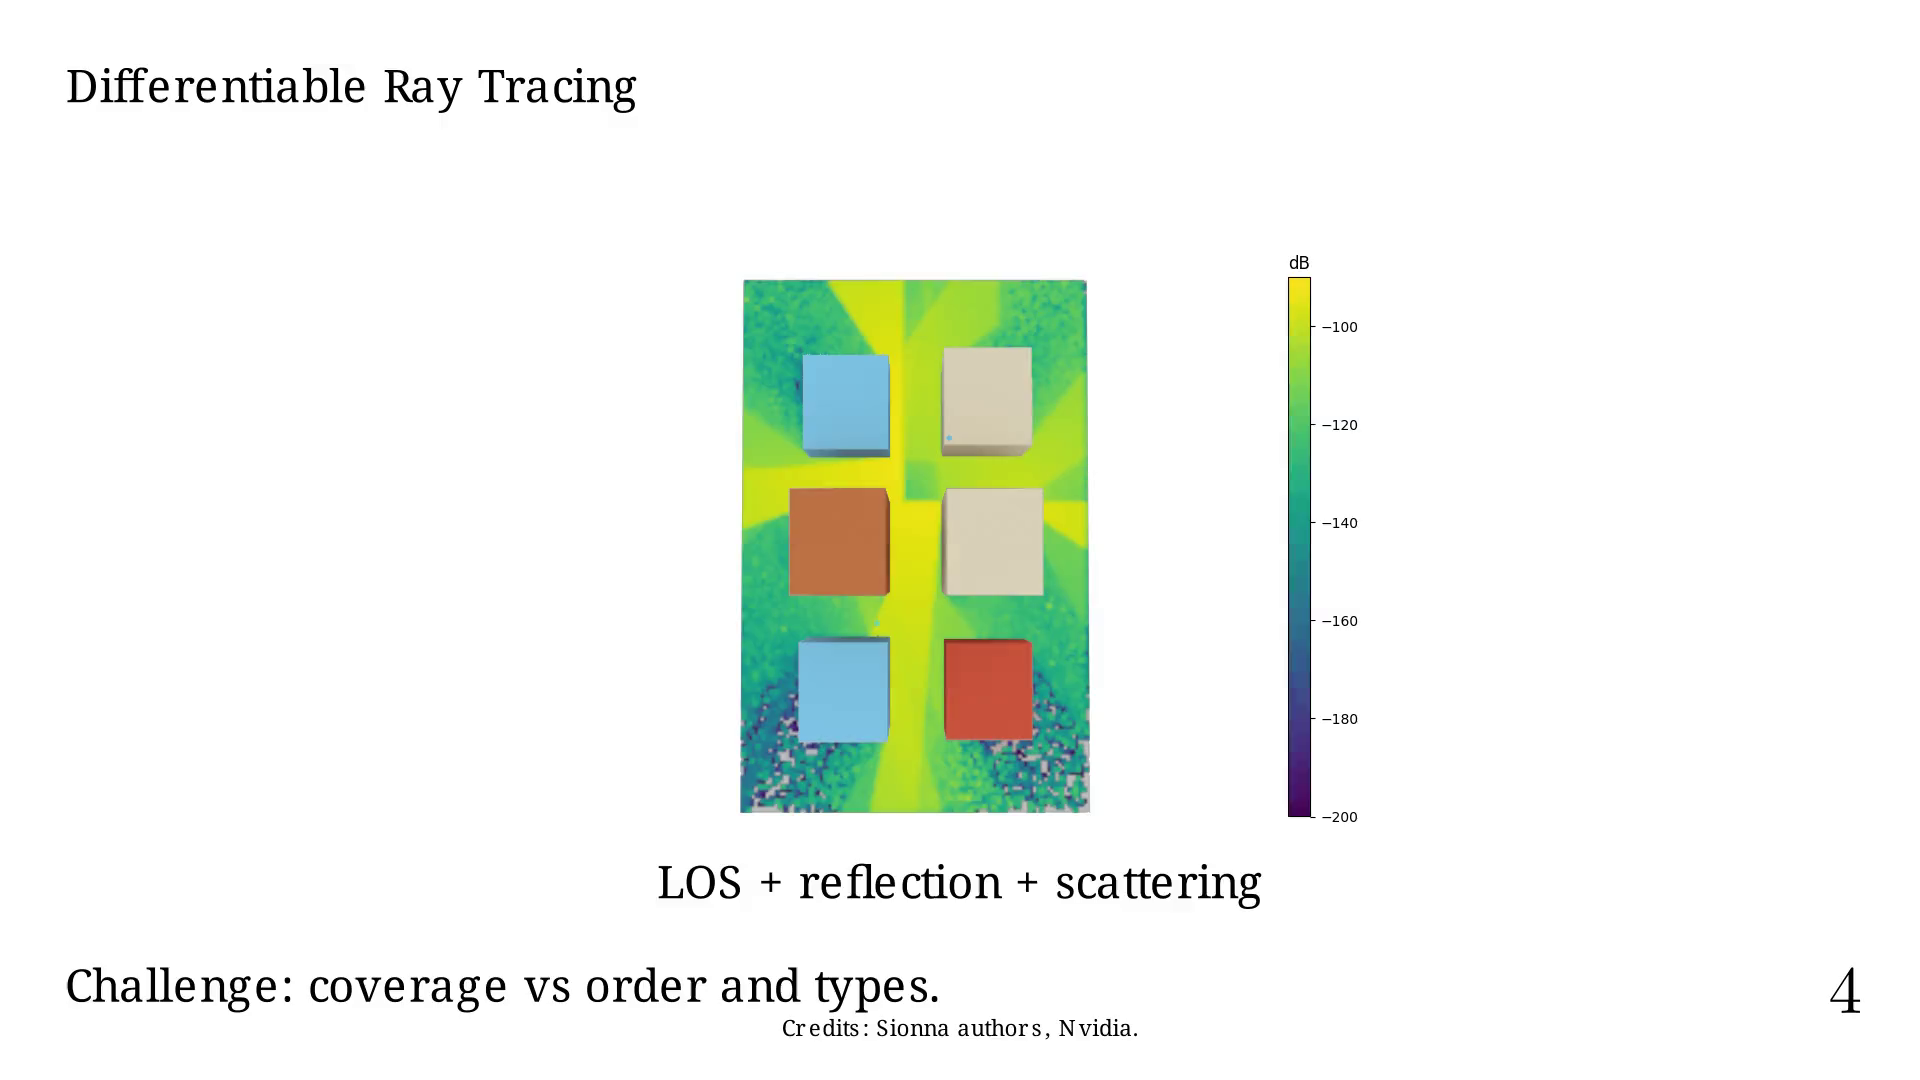 Differentiable Ray Tracing
dB
−100
−120
−140
−160
−180
−200
LOS + reflection + scattering
Challenge: coverage vs order and types.
4
Credits: Sionna authors, Nvidia.